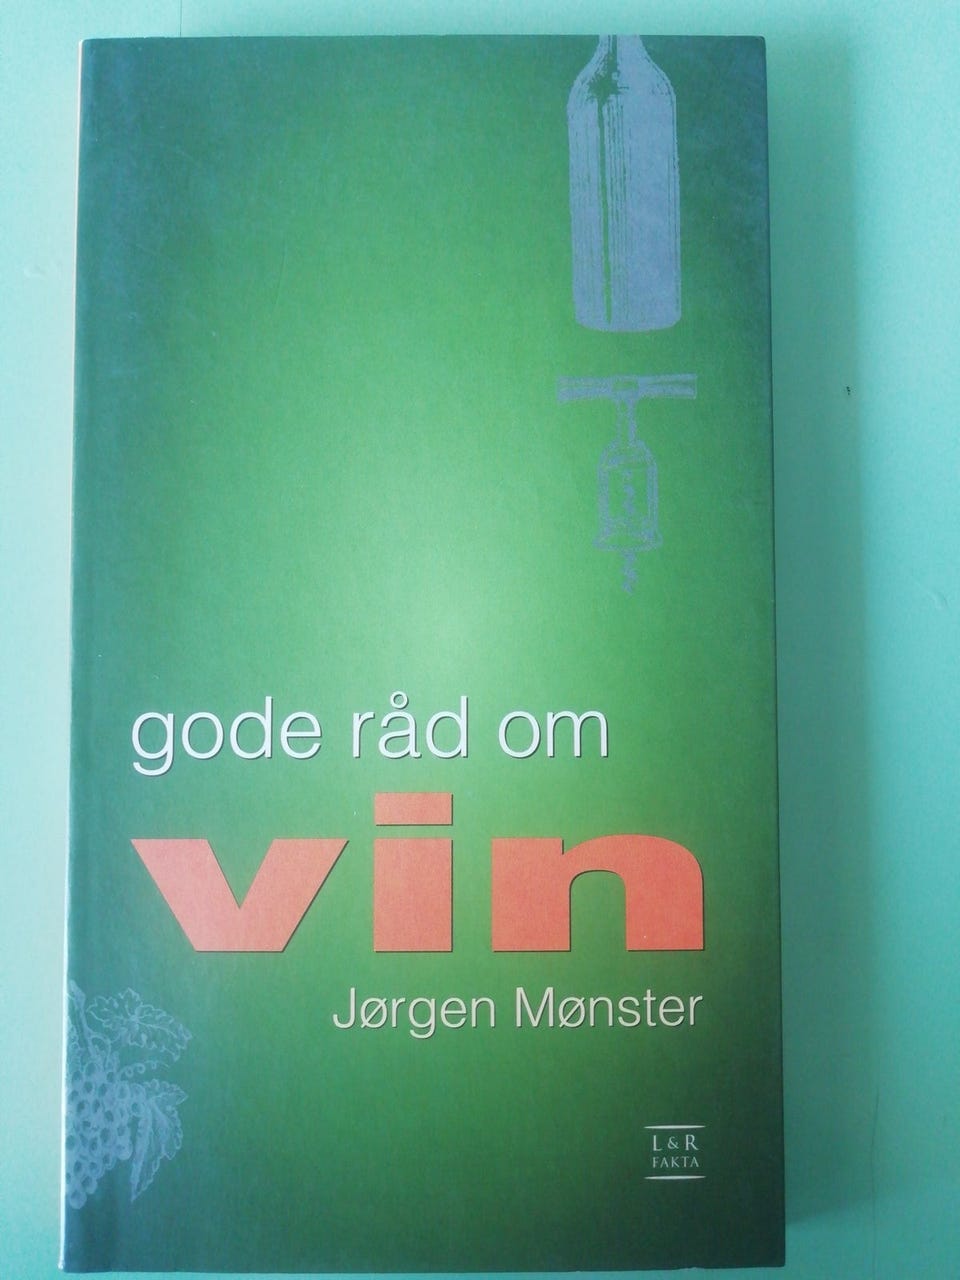 gode råd om
vin
Jørgen Mønster
L & R
FAKTA